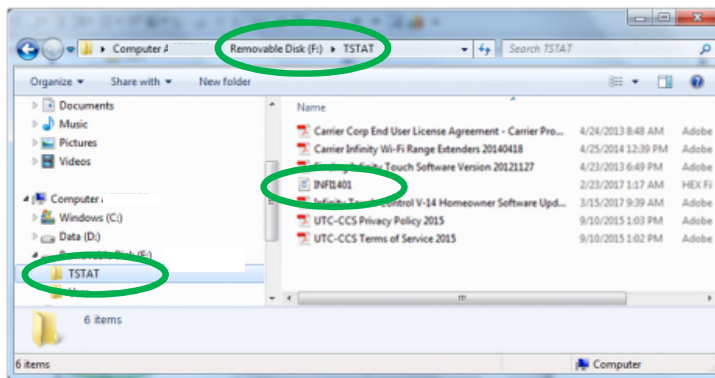 Computer
Removable Disk (F:) ▸ TSTAT
Search TSTAT
Organize
Share with
New folder
Documents
Music
Pictures
Videos
Computer
Windows (C:)
Data (D:)
Removable Disk (F:)
TSTAT
Name
Carrier Corp End User License Agreement - Carrier Pro... 4/24/2013 8:48 AM Adobe
Carrier Infinity Wi-Fi Range Extenders 20140418 4/25/2014 12:39 PM Adobe
Finding Infinity Touch Software Version 20121127 4/23/2013 6:49 PM Adobe
INFI1401 2/23/2017 1:17 AM HEX Fi
Infinity Touch Control V-14 Homeowner Software Upd... 3/15/2017 9:39 AM Adobe
UTC-CCS Privacy Policy 2015 9/10/2015 1:03 PM Adobe
UTC-CCS Terms of Service 2015 9/10/2015 1:02 PM Adobe
6 items
6 items
Computer